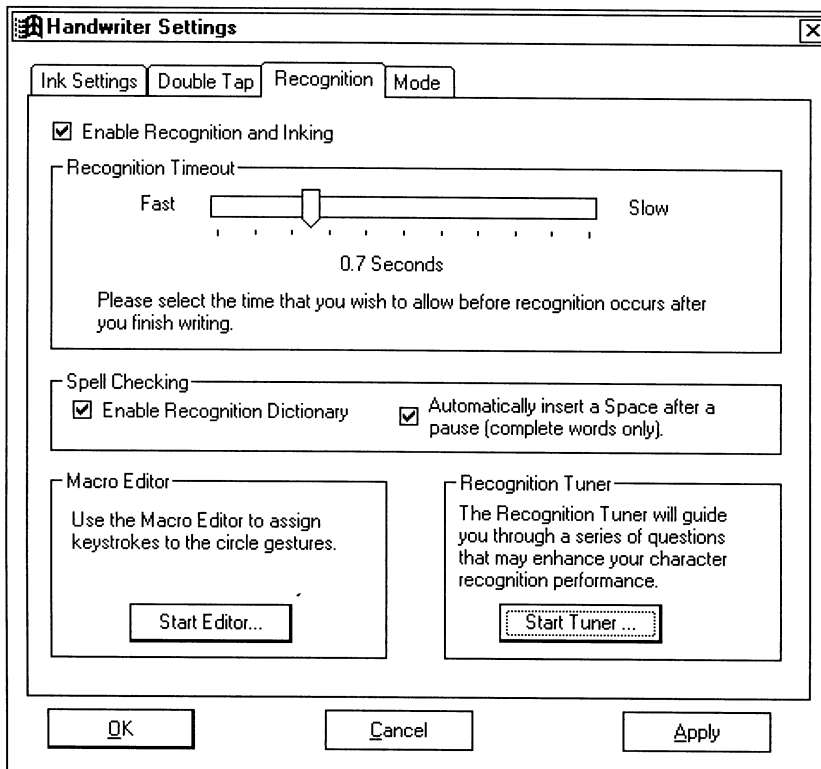 Handwriter Settings
Ink Settings Double Tap Recognition Mode
Enable Recognition and Inking
Recognition Timeout
Fast Slow
0.7 Seconds
Please select the time that you wish to allow before recognition occurs after
you finish writing.
Spell Checking
Enable Recognition Dictionary
Automatically insert a Space after a
pause (complete words only).
Macro Editor
Use the Macro Editor to assign
keystrokes to the circle gestures.
Start Editor...
Recognition Tuner
The Recognition Tuner will guide
you through a series of questions
that may enhance your character
recognition performance.
Start Tuner ...
OK Cancel Apply